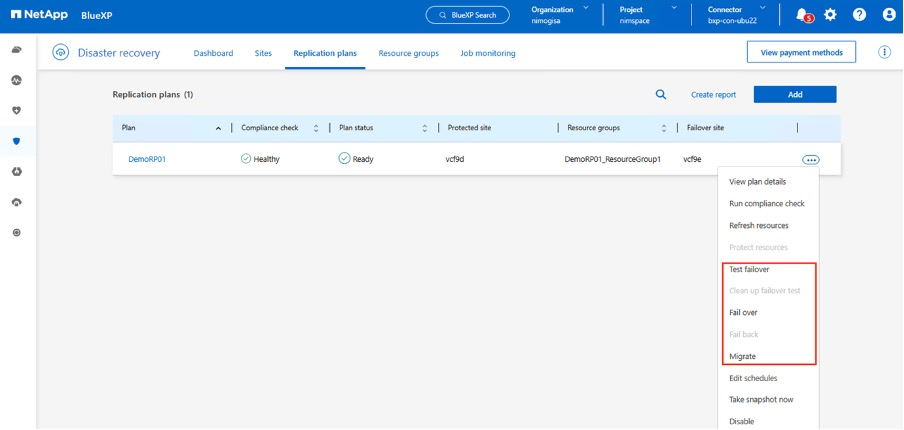 NetApp BlueXP
BlueXP Search
Organization
nimogisa
Project
nimspace
Connector
bxp-con-ubu22
5
Disaster recovery
Dashboard
Sites
Replication plans
Resource groups
Job monitoring
View payment methods
Replication plans (1)
Create report
Add
Plan
Compliance check
Plan status
Protected site
Resource groups
Failover site
DemoRP01
Healthy
Ready
vcf9d
DemoRP01_ResourceGroup1
vcf9e
View plan details
Run compliance check
Refresh resources
Protect resources
Test failover
Clean up failover test
Fail over
Fail back
Migrate
Edit schedules
Take snapshot now
Disable